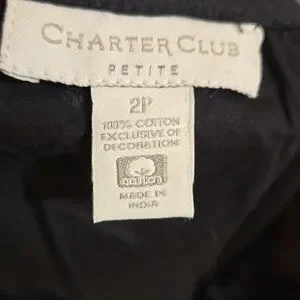 CHARTER CLUB
PETITE
2P
100% COTTON
EXCLUSIVE OF
DECORATION
cotton
MADE IN
INDIA